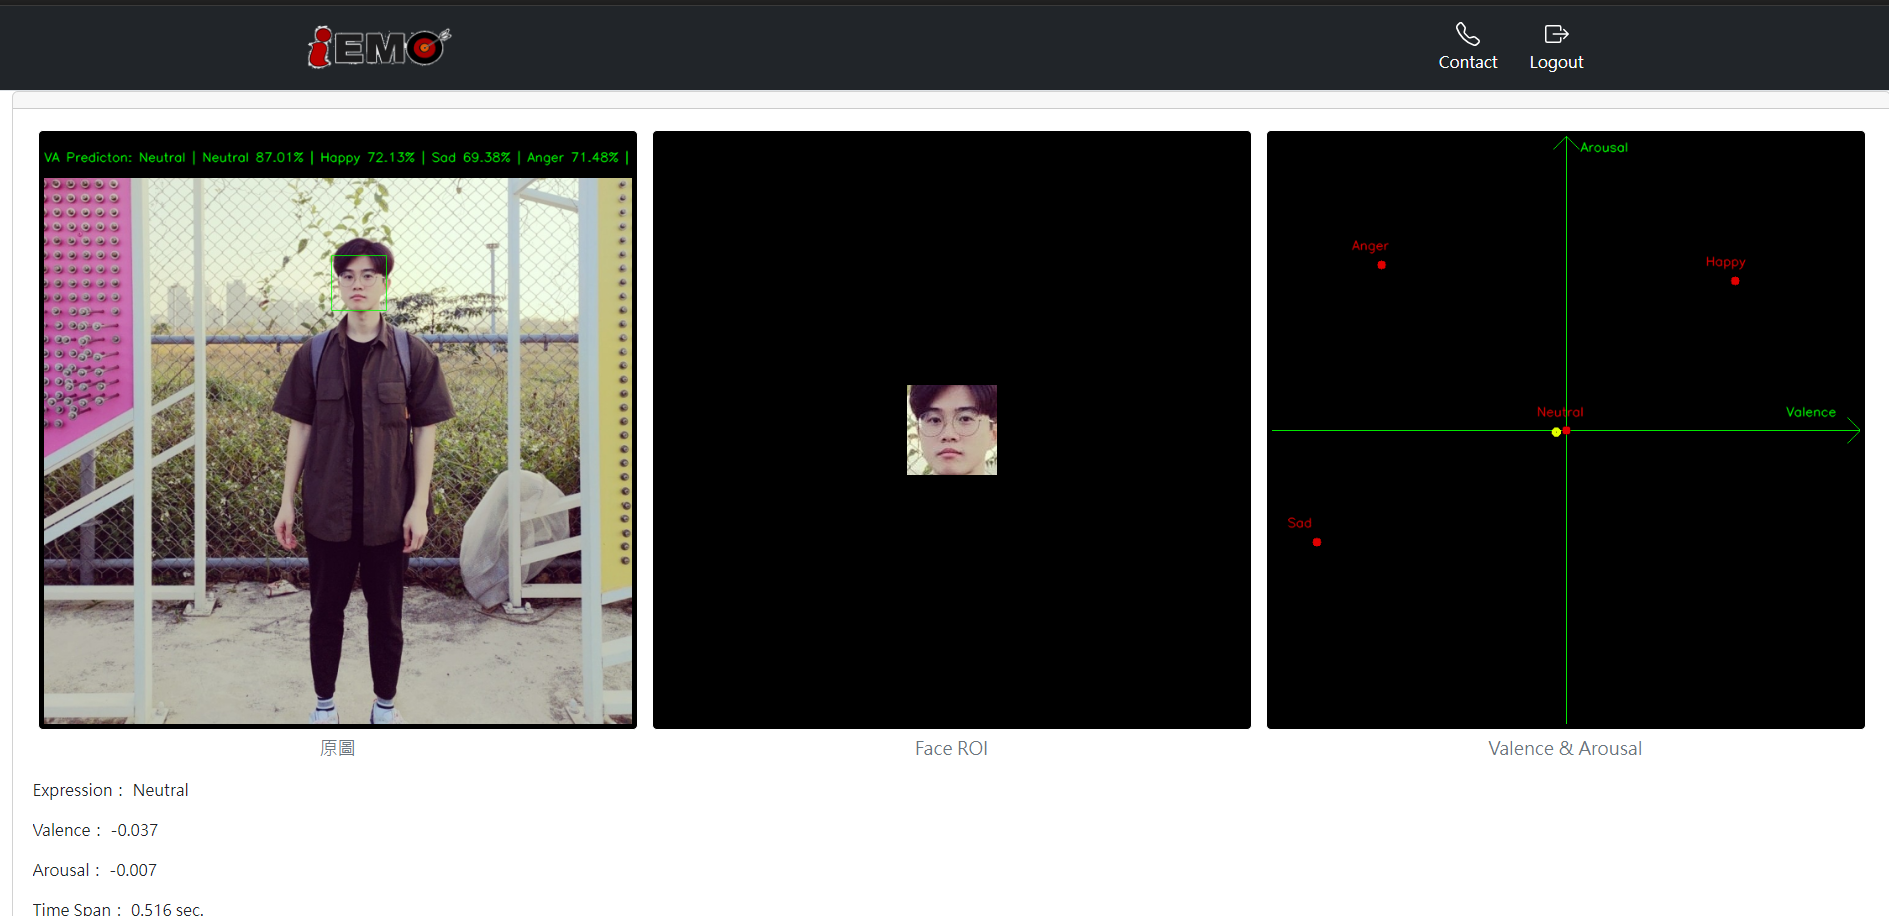 iEMO
Contact
Logout
VA Predicton: Neutral | Neutral 87.01% | Happy 72.13% | Sad 69.38% | Anger 71.48% |
Arousal
Anger
Happy
Neutral
Valence
Sad
原圖
Face ROI
Valence & Arousal
Expression： Neutral
Valence： -0.037
Arousal： -0.007
Time Span： 0.516 sec.